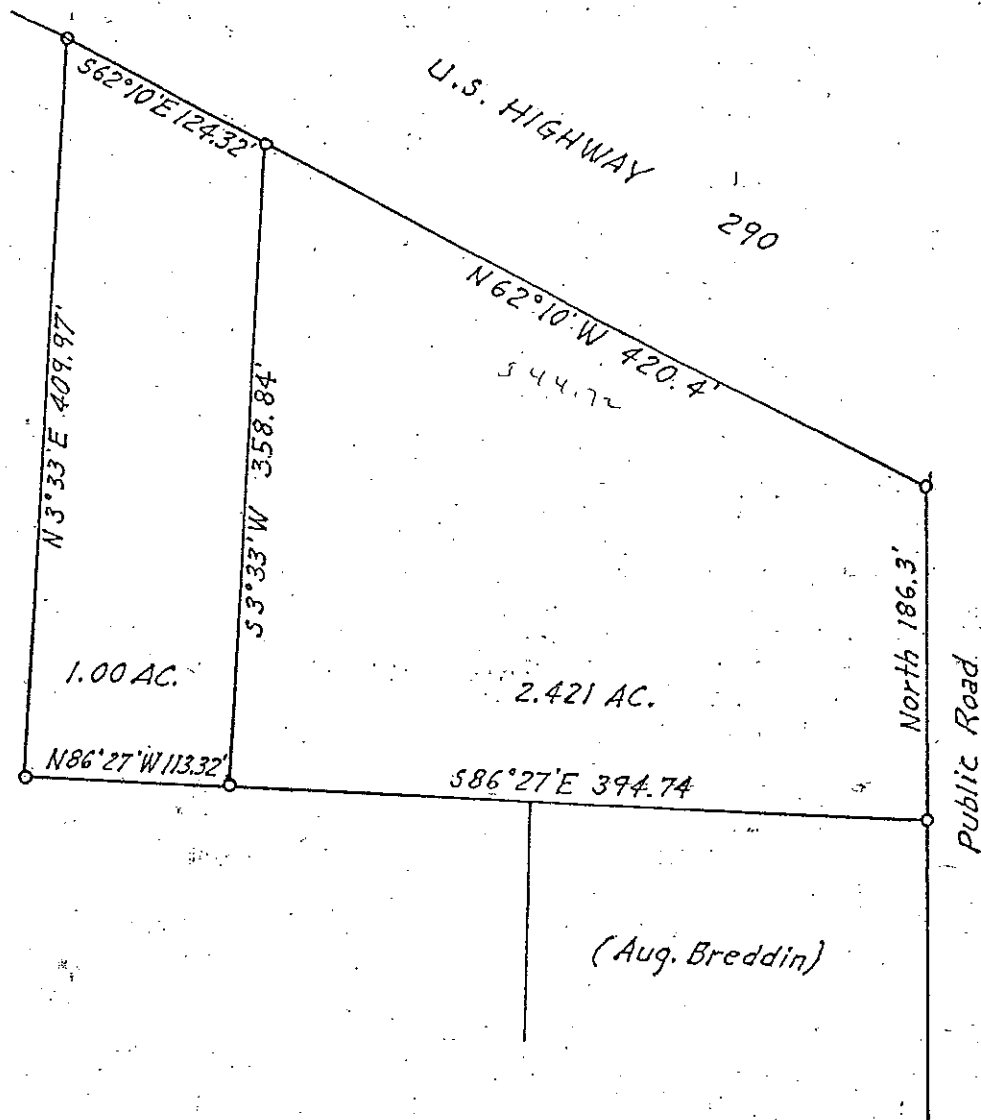 S62°10'E 124.32'
U.S. HIGHWAY
290
N62°10'W 420.4'
544.72
N3°33'E 409.97'
S3°33'W 358.84'
North 186.3'
Public Road
1.00 AC.
2.421 AC.
N86°27'W 113.32'
S86°27'E 394.74
(Aug. Breddin)